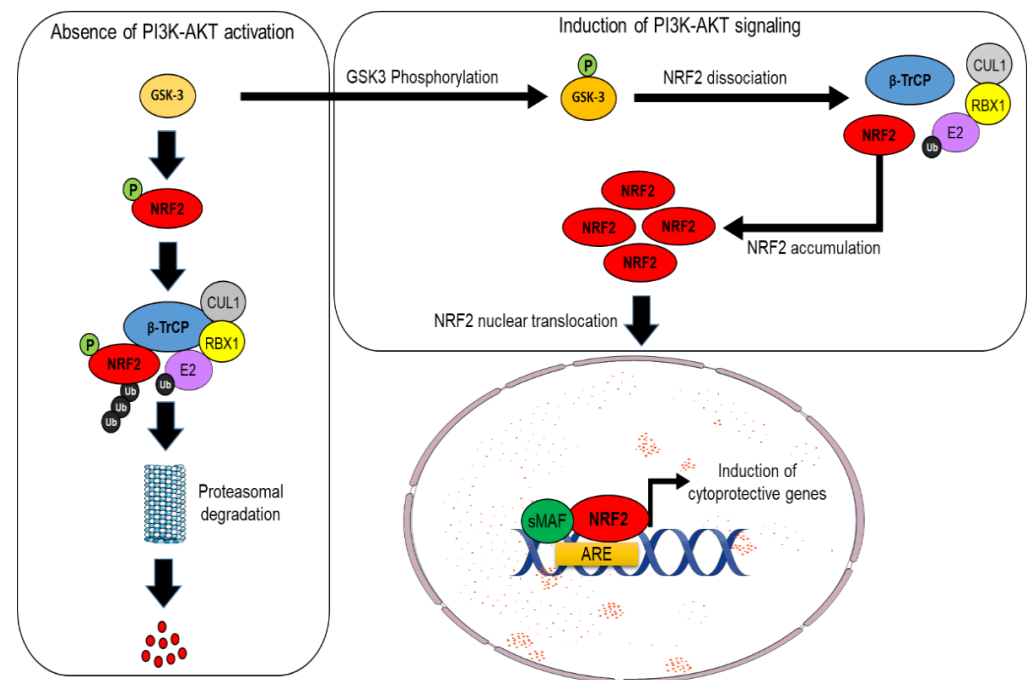 Absence of PI3K-AKT activation
GSK-3
P
NRF2
CUL1
β-TrCP
RBX1
P
NRF2
E2
Ub
Ub
Ub
Ub
Proteasomal
degradation
Induction of PI3K-AKT signaling
GSK3 Phosphorylation
P
GSK-3
NRF2 dissociation
CUL1
β-TrCP
RBX1
NRF2
E2
Ub
NRF2
NRF2
NRF2
NRF2
NRF2 accumulation
NRF2 nuclear translocation
Induction of
cytoprotective genes
sMAF
NRF2
ARE